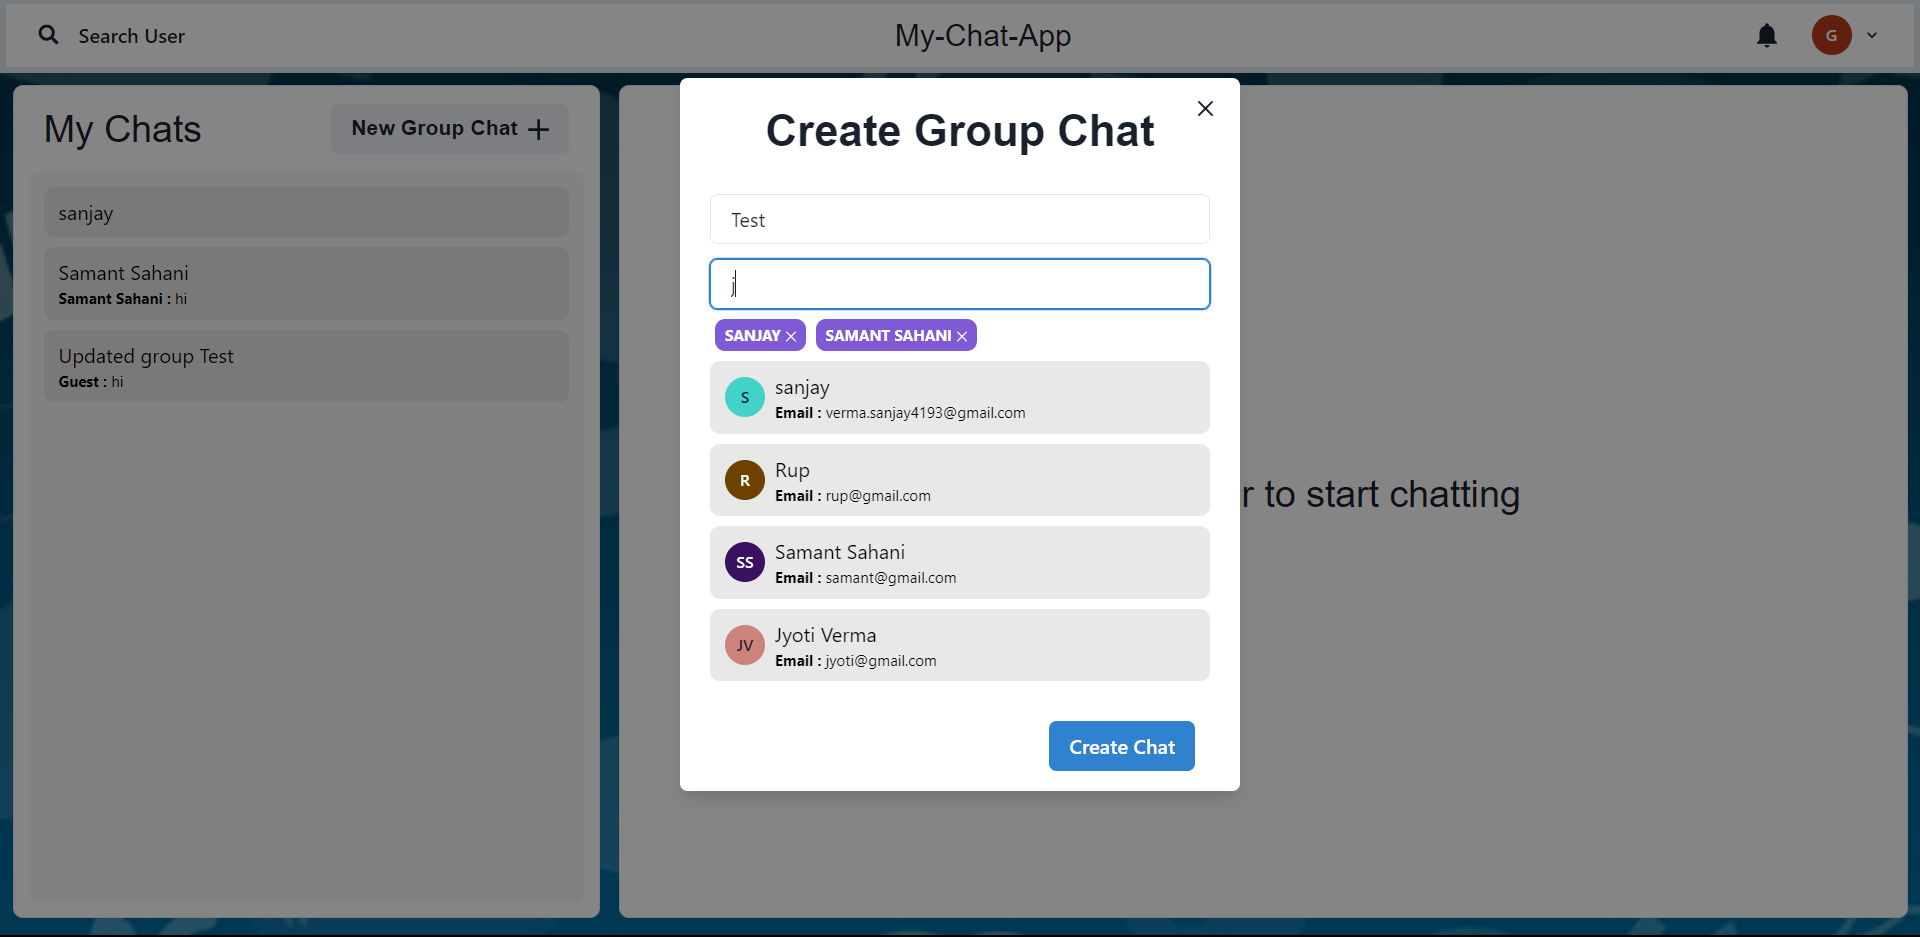 Search User
My-Chat-App
G
My Chats
New Group Chat
sanjay
Samant Sahani
Samant Sahani : hi
Updated group Test
Guest : hi
Create Group Chat
Test
j
SANJAY
SAMANT SAHANI
S
sanjay
Email : verma.sanjay4193@gmail.com
R
Rup
Email : rup@gmail.com
SS
Samant Sahani
Email : samant@gmail.com
JV
Jyoti Verma
Email : jyoti@gmail.com
Create Chat
r to start chatting